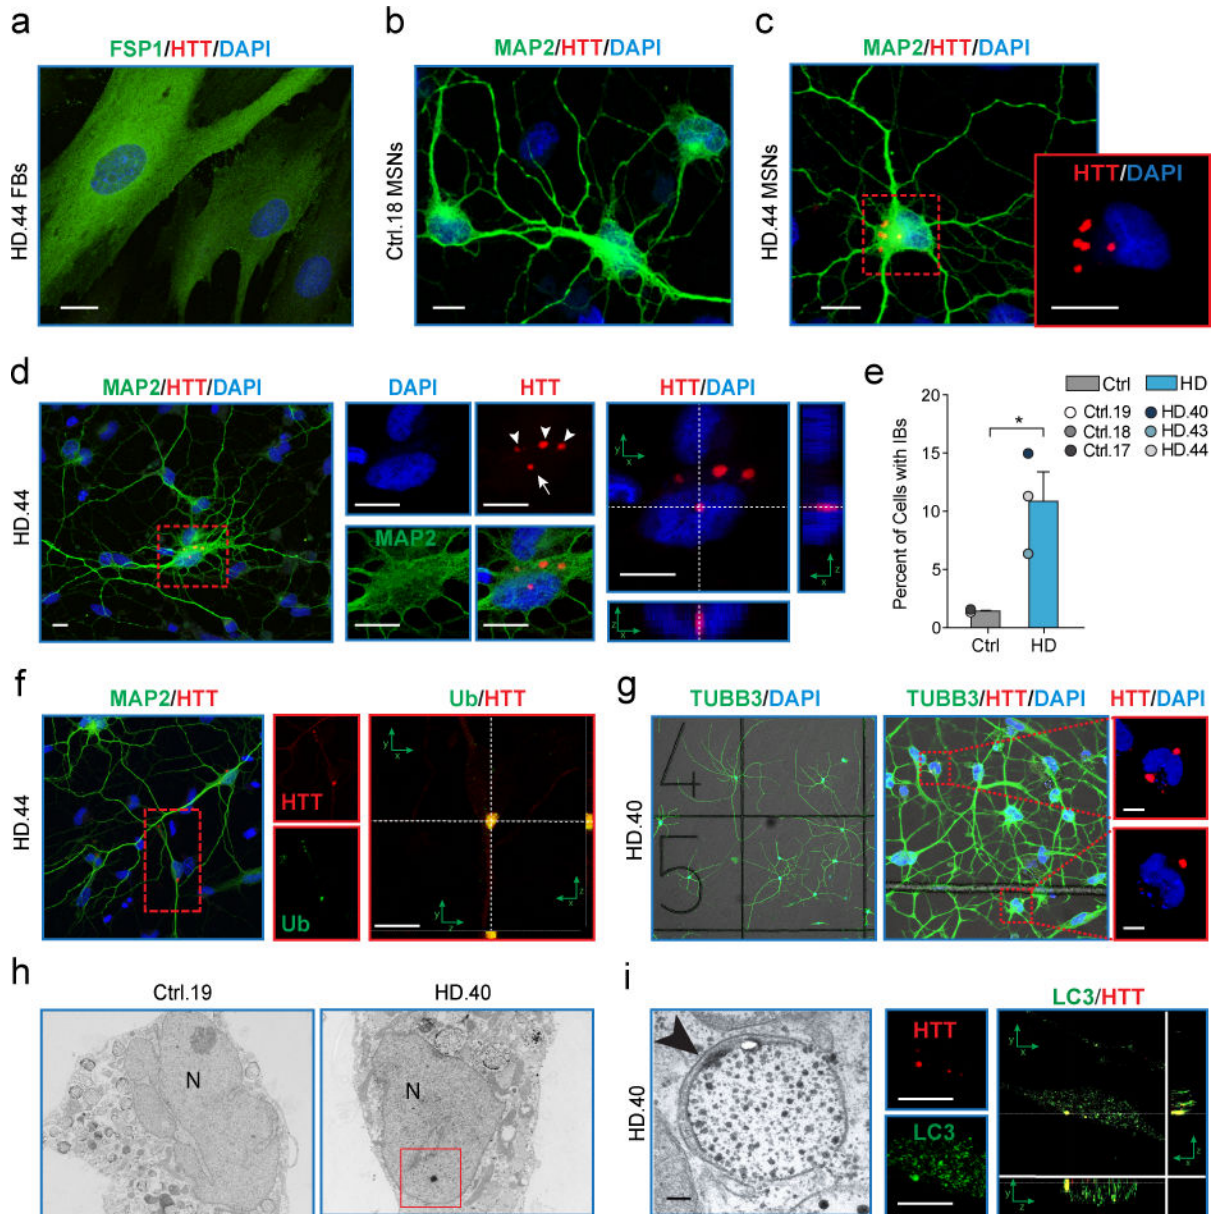 a
FSP1/HTT/DAPI
HD.44 FBs
b
MAP2/HTT/DAPI
Ctrl.18 MSNs
c
MAP2/HTT/DAPI
HD.44 MSNs
HTT/DAPI
d
MAP2/HTT/DAPI
HD.44
DAPI
HTT
MAP2
HTT/DAPI
y
x
z
x
z
x
e
Percent of Cells with IBs
20
15
10
5
0
Ctrl
HD
Ctrl.19
HD.40
Ctrl.18
HD.43
Ctrl.17
HD.44
*
Ctrl
HD
f
MAP2/HTT
HD.44
HTT
Ub
Ub/HTT
y
x
y
z
x
z
g
TUBB3/DAPI
HD.40
4
5
TUBB3/HTT/DAPI
HTT/DAPI
h
Ctrl.19
N
HD.40
N
i
HD.40
HTT
LC3
LC3/HTT
y
x
x
z
y
z